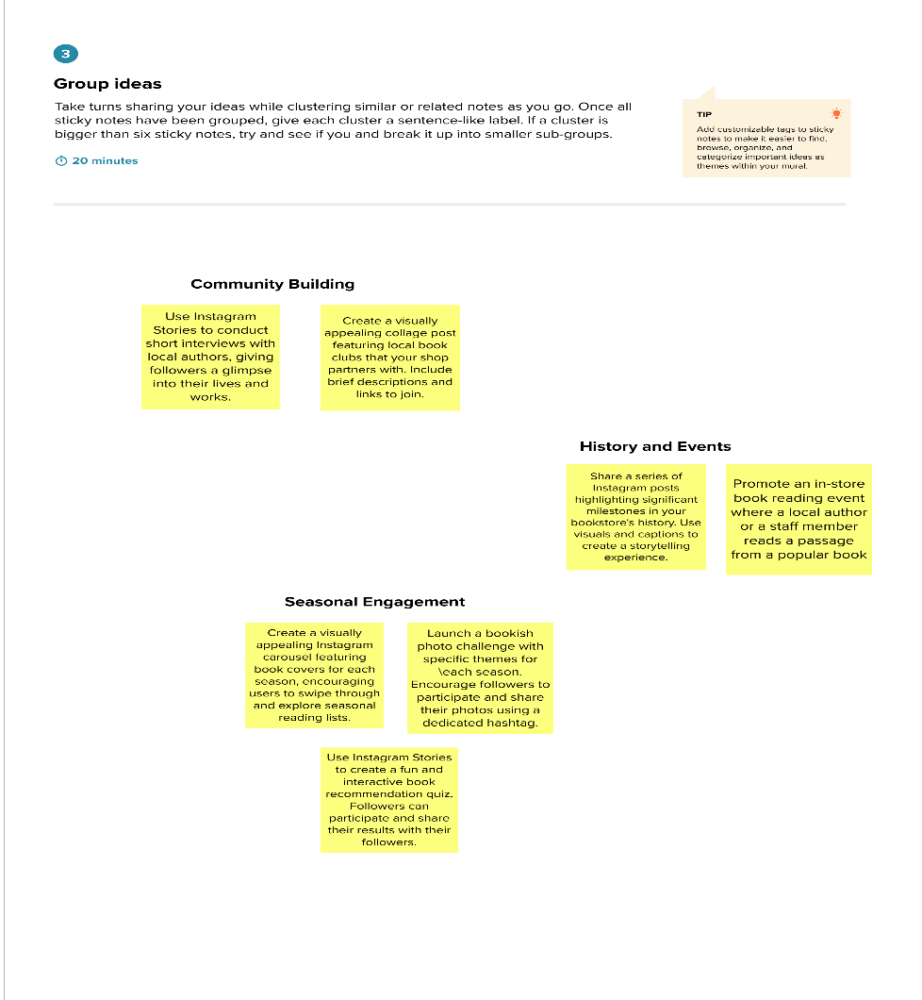 3
Group ideas
Take turns sharing your ideas while clustering similar or related notes as you go. Once all
sticky notes have been grouped, give each cluster a sentence-like label. If a cluster is
bigger than six sticky notes, try and see if you and break it up into smaller sub-groups.
20 minutes
TIP
Add customizable tags to sticky
notes to make it easier to find,
browse, organize, and
categorize important ideas as
themes within your mural.
Community Building
Use Instagram
Stories to conduct
short interviews with
local authors, giving
followers a glimpse
into their lives and
works.
Create a visually
appealing collage post
featuring local book
clubs that your shop
partners with. Include
brief descriptions and
links to join.
History and Events
Share a series of
Instagram posts
highlighting significant
milestones in your
bookstore's history. Use
visuals and captions to
create a storytelling
experience.
Promote an in-store
book reading event
where a local author
or a staff member
reads a passage
from a popular book
Seasonal Engagement
Create a visually
appealing Instagram
carousel featuring
book covers for each
season, encouraging
users to swipe through
and explore seasonal
reading lists.
Launch a bookish
photo challenge with
specific themes for
\each season.
Encourage followers to
participate and share
their photos using a
dedicated hashtag.
Use Instagram Stories
to create a fun and
interactive book
recommendation quiz.
Followers can
participate and share
their results with their
followers.